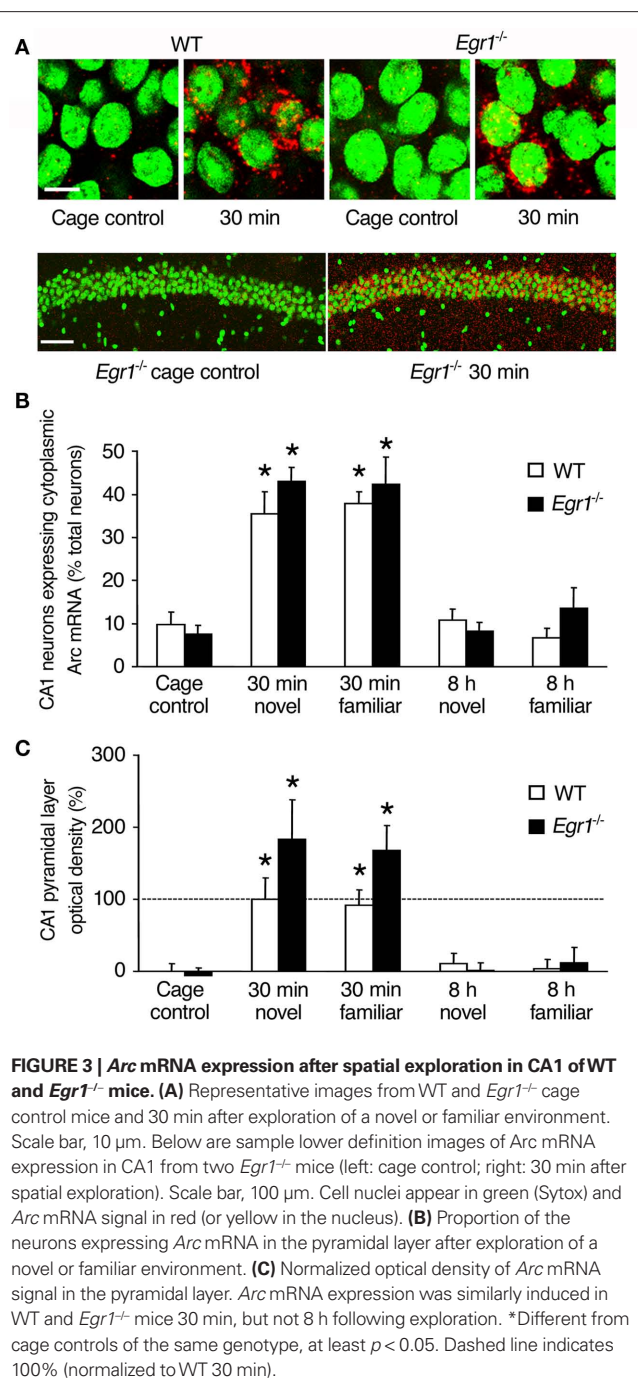 A
WT Egr1-/-
Cage control 30 min Cage control 30 min
Egr1-/- cage control Egr1-/- 30 min
B
CA1 neurons expressing cytoplasmic
Arc mRNA (% total neurons)
50
40
30
20
10
0
* * * *
WT
Egr1-/-
Cage control
30 min novel
30 min familiar
8 h novel
8 h familiar
C
CA1 pyramidal layer
optical density (%)
300
200
100
0
* * * *
WT
Egr1-/-
Cage control
30 min novel
30 min familiar
8 h novel
8 h familiar
FIGURE 3 | Arc mRNA expression after spatial exploration in CA1 of WT
and Egr1−/− mice. (A) Representative images from WT and Egr1−/− cage
control mice and 30 min after exploration of a novel or familiar environment.
Scale bar, 10 µm. Below are sample lower definition images of Arc mRNA
expression in CA1 from two Egr1−/− mice (left: cage control; right: 30 min after
spatial exploration). Scale bar, 100 µm. Cell nuclei appear in green (Sytox) and
Arc mRNA signal in red (or yellow in the nucleus). (B) Proportion of the
neurons expressing Arc mRNA in the pyramidal layer after exploration of a
novel or familiar environment. (C) Normalized optical density of Arc mRNA
signal in the pyramidal layer. Arc mRNA expression was similarly induced in
WT and Egr1−/− mice 30 min, but not 8 h following exploration. *Different from
cage controls of the same genotype, at least p < 0.05. Dashed line indicates
100% (normalized to WT 30 min).